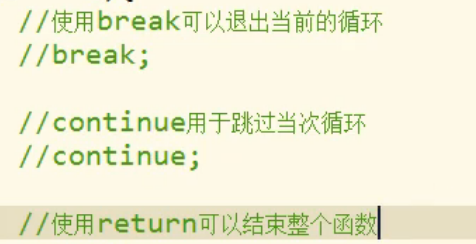 //使用break可以退出当前的循环
//break;
//continue用于跳过当次循环
//continue;
//使用return可以结束整个函数